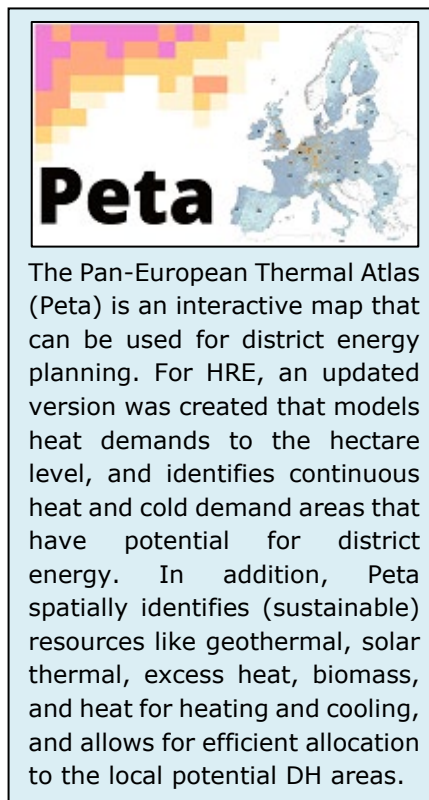 Peta
The Pan-European Thermal Atlas
(Peta) is an interactive map that
can be used for district energy
planning. For HRE, an updated
version was created that models
heat demands to the hectare
level, and identifies continuous
heat and cold demand areas that
have potential for district
energy. In addition, Peta
spatially identifies (sustainable)
resources like geothermal, solar
thermal, excess heat, biomass,
and heat for heating and cooling,
and allows for efficient allocation
to the local potential DH areas.